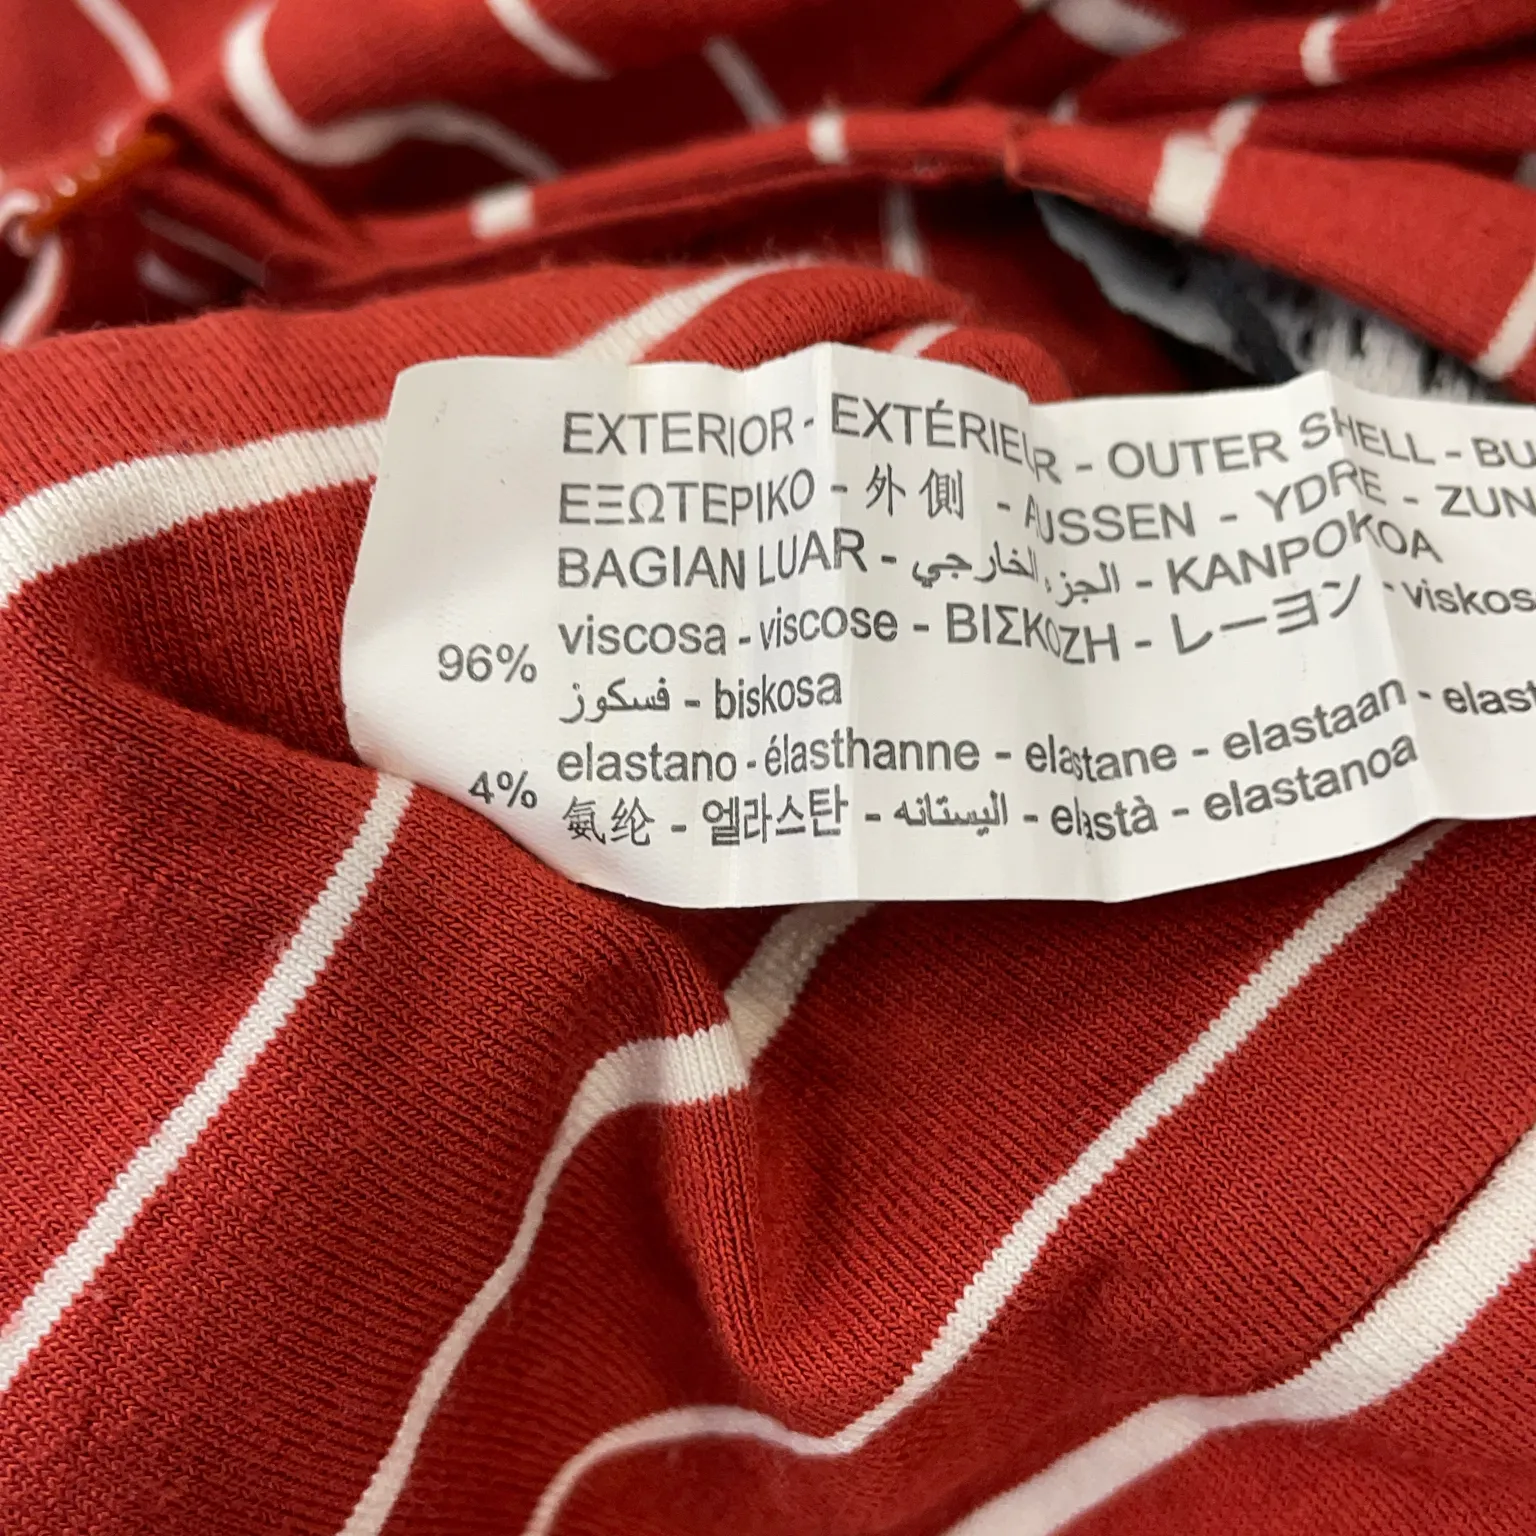 EXTERIOR - EXTÉRIEUR - OUTER SHELL - BU
ΕΞΩΤΕΡΙΚΟ - 外側 - AUSSEN - YDRE - ZUN
BAGIAN LUAR - الجزء الخارجي - KANPOKOA
96% viscosa - viscose - ΒΙΣΚΟΖΗ - レーヨン - viskos
فسكوز - biskosa
4% elastano - élasthanne - elastane - elastaan - elast
氨纶 - 엘라스탄 - اليستانه - elastà - elastanoa